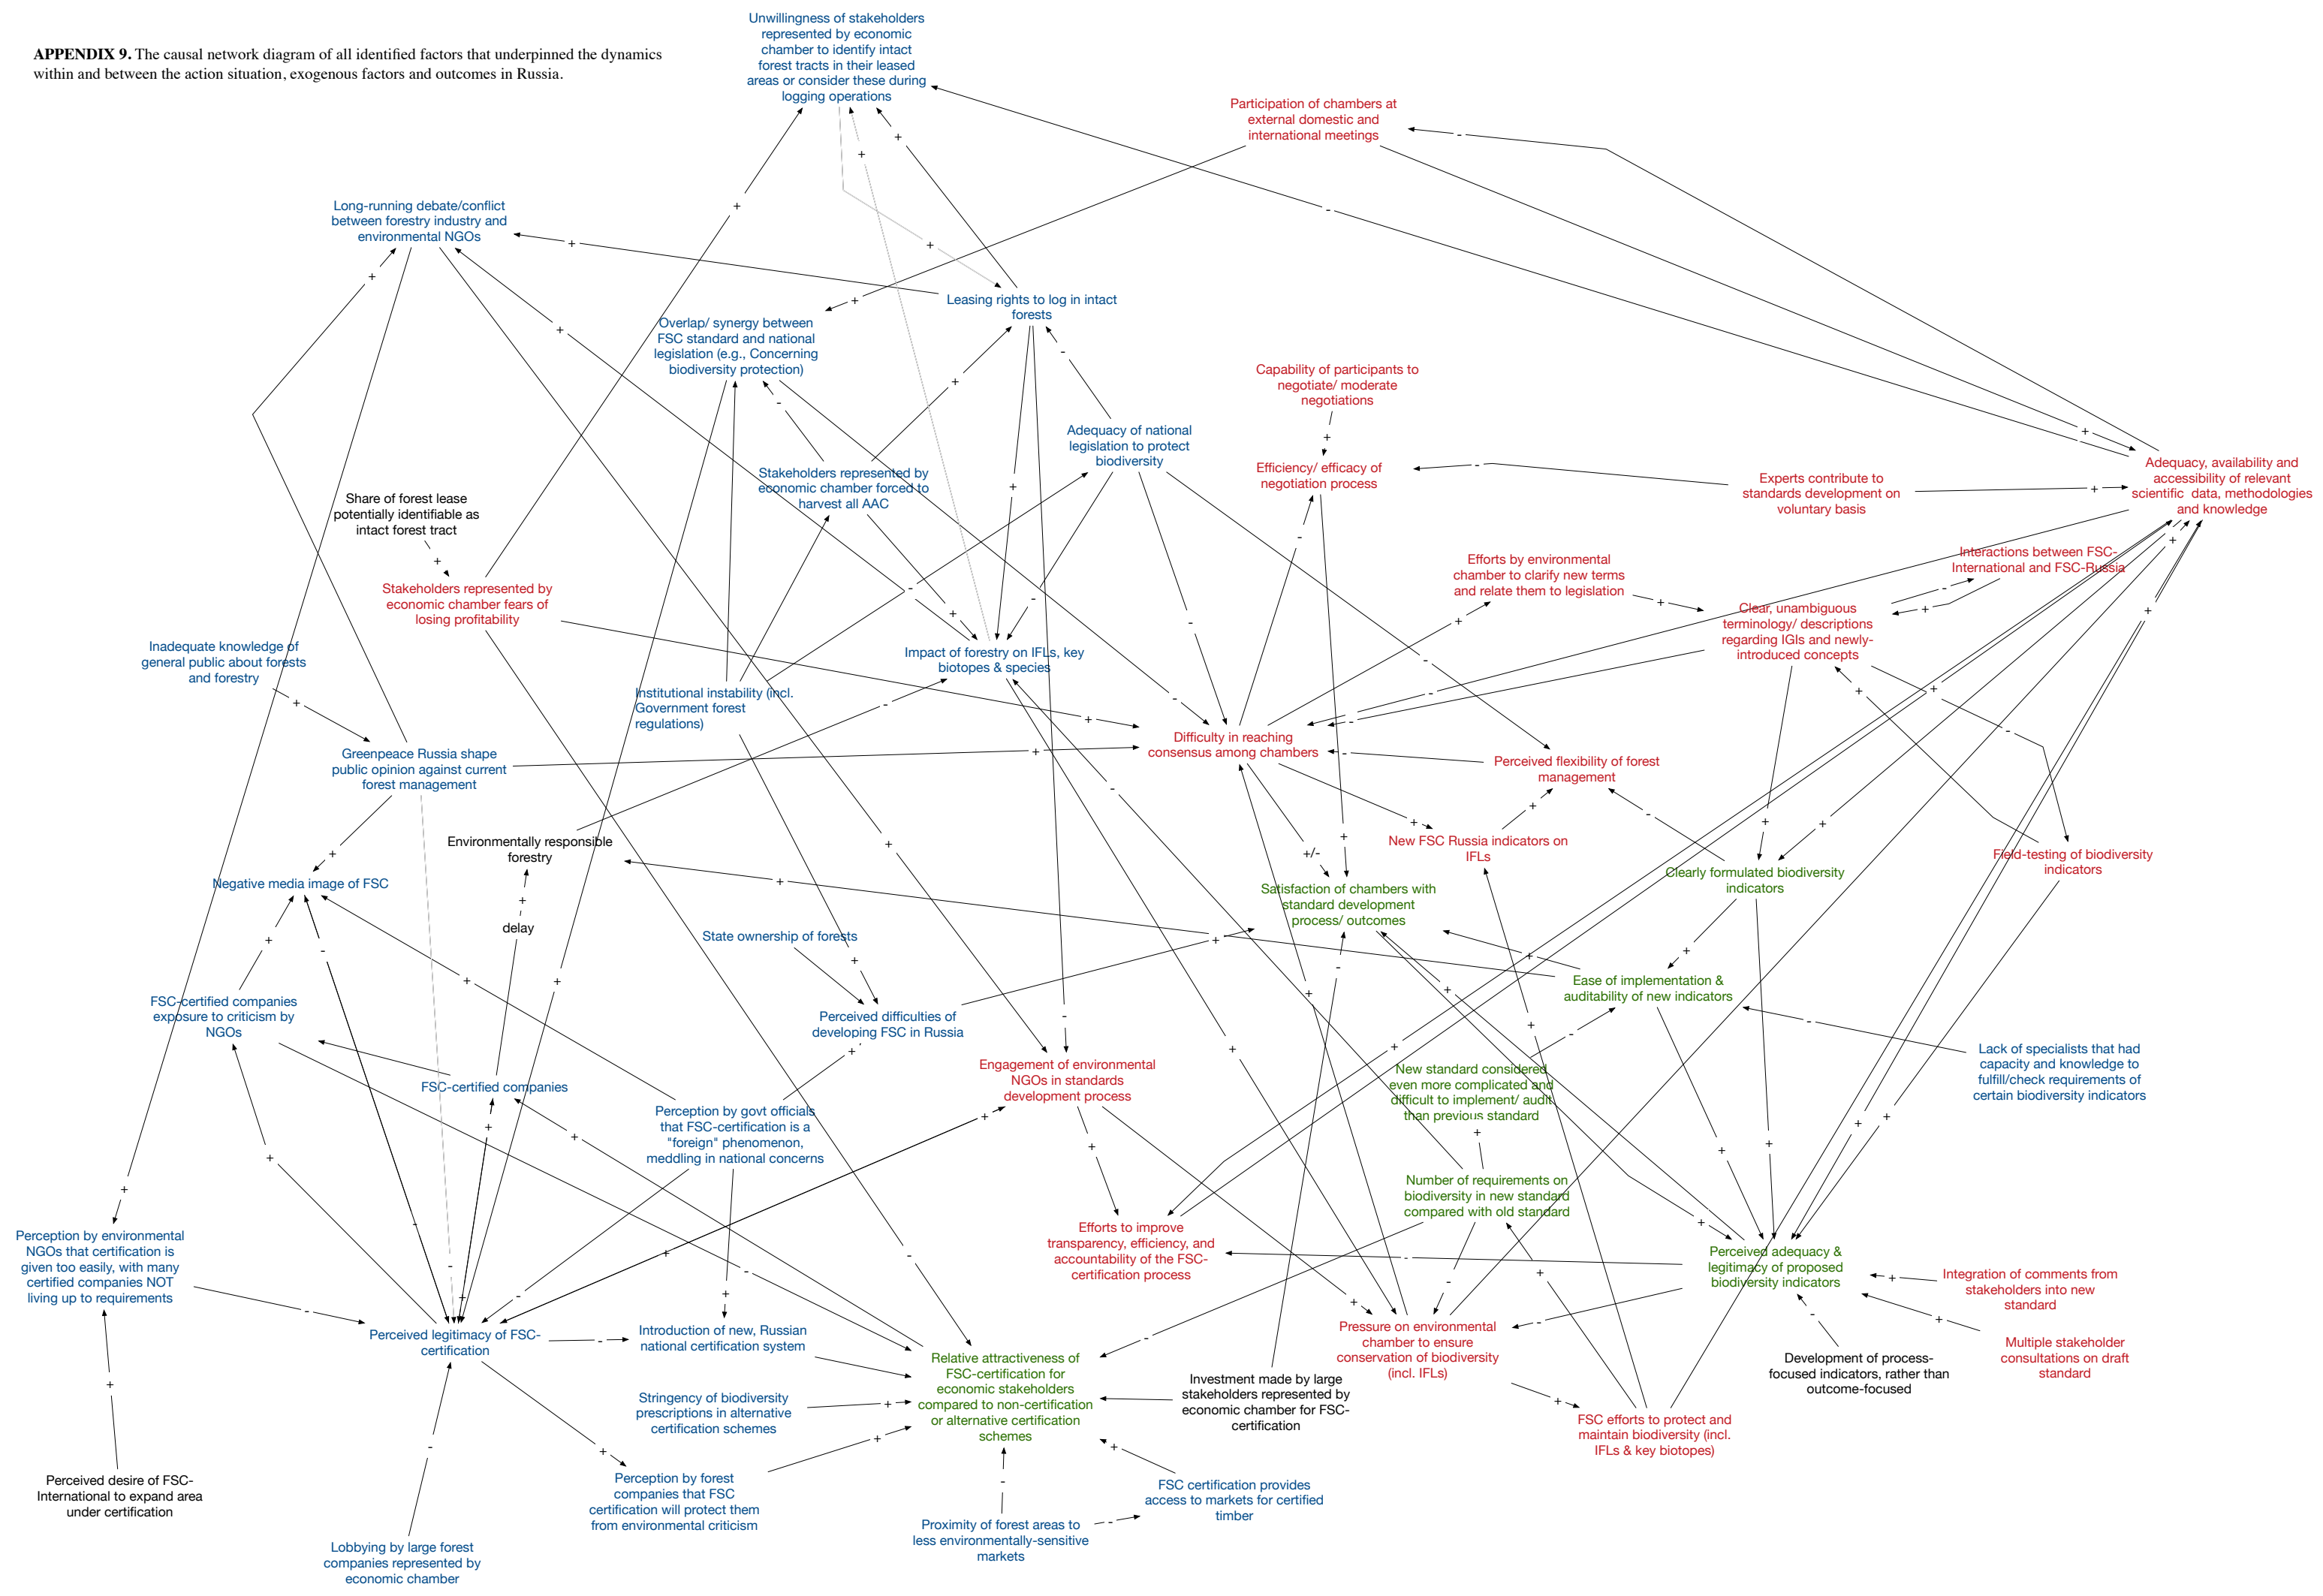 APPENDIX 9. The causal network diagram of all identified factors that underpinned the dynamics
within and between the action situation, exogenous factors and outcomes in Russia.
Unwillingness of stakeholders
represented by economic
chamber to identify intact
forest tracts in their leased
areas or consider these during
logging operations
Participation of chambers at
external domestic and
international meetings
Long-running debate/conflict
between forestry industry and
environmental NGOs
Leasing rights to log in intact
forests
Overlap/ synergy between
FSC standard and national
legislation (e.g., Concerning
biodiversity protection)
Capability of participants to
negotiate/ moderate
negotiations
Adequacy of national
legislation to protect
biodiversity
Stakeholders represented by
economic chamber forced to
harvest all AAC
Efficiency/ efficacy of
negotiation process
Experts contribute to
standards development on
voluntary basis
Adequacy, availability and
accessibility of relevant
scientific data, methodologies
and knowledge
Share of forest lease
potentially identifiable as
intact forest tract
Stakeholders represented by
economic chamber fears of
losing profitability
Efforts by environmental
chamber to clarify new terms
and relate them to legislation
Interactions between FSC-
International and FSC-Russia
Clear, unambiguous
terminology/ descriptions
regarding IGIs and newly-
introduced concepts
Inadequate knowledge of
general public about forests
and forestry
Impact of forestry on IFLs, key
biotopes & species
Institutional instability (incl.
Government forest
regulations)
Greenpeace Russia shape
public opinion against current
forest management
Difficulty in reaching
consensus among chambers
Perceived flexibility of forest
management
Environmentally responsible
forestry
New FSC Russia indicators on
IFLs
Field-testing of biodiversity
indicators
Clearly formulated biodiversity
indicators
Negative media image of FSC
Satisfaction of chambers with
standard development
process/ outcomes
delay
State ownership of forests
Ease of implementation &
auditability of new indicators
FSC-certified companies
exposure to criticism by
NGOs
Perceived difficulties of
developing FSC in Russia
Lack of specialists that had
capacity and knowledge to
fulfill/check requirements of
certain biodiversity indicators
FSC-certified companies
Engagement of environmental
NGOs in standards
development process
New standard considered
even more complicated and
difficult to implement/ audit
than previous standard
Perception by govt officials
that FSC-certification is a
"foreign" phenomenon,
meddling in national concerns
Number of requirements on
biodiversity in new standard
compared with old standard
Perception by environmental
NGOs that certification is
given too easily, with many
certified companies NOT
living up to requirements
Efforts to improve
transparency, efficiency, and
accountability of the FSC-
certification process
Perceived adequacy &
legitimacy of proposed
biodiversity indicators
Integration of comments from
stakeholders into new
standard
Perceived legitimacy of FSC-
certification
Introduction of new, Russian
national certification system
Pressure on environmental
chamber to ensure
conservation of biodiversity
(incl. IFLs)
Multiple stakeholder
consultations on draft
standard
Relative attractiveness of
FSC-certification for
economic stakeholders
compared to non-certification
or alternative certification
schemes
Development of process-
focused indicators, rather than
outcome-focused
Investment made by large
stakeholders represented by
economic chamber for FSC-
certification
Stringency of biodiversity
prescriptions in alternative
certification schemes
FSC efforts to protect and
maintain biodiversity (incl.
IFLs & key biotopes)
Perceived desire of FSC-
International to expand area
under certification
Perception by forest
companies that FSC
certification will protect them
from environmental criticism
FSC certification provides
access to markets for certified
timber
Proximity of forest areas to
less environmentally-sensitive
markets
Lobbying by large forest
companies represented by
economic chamber
+/-